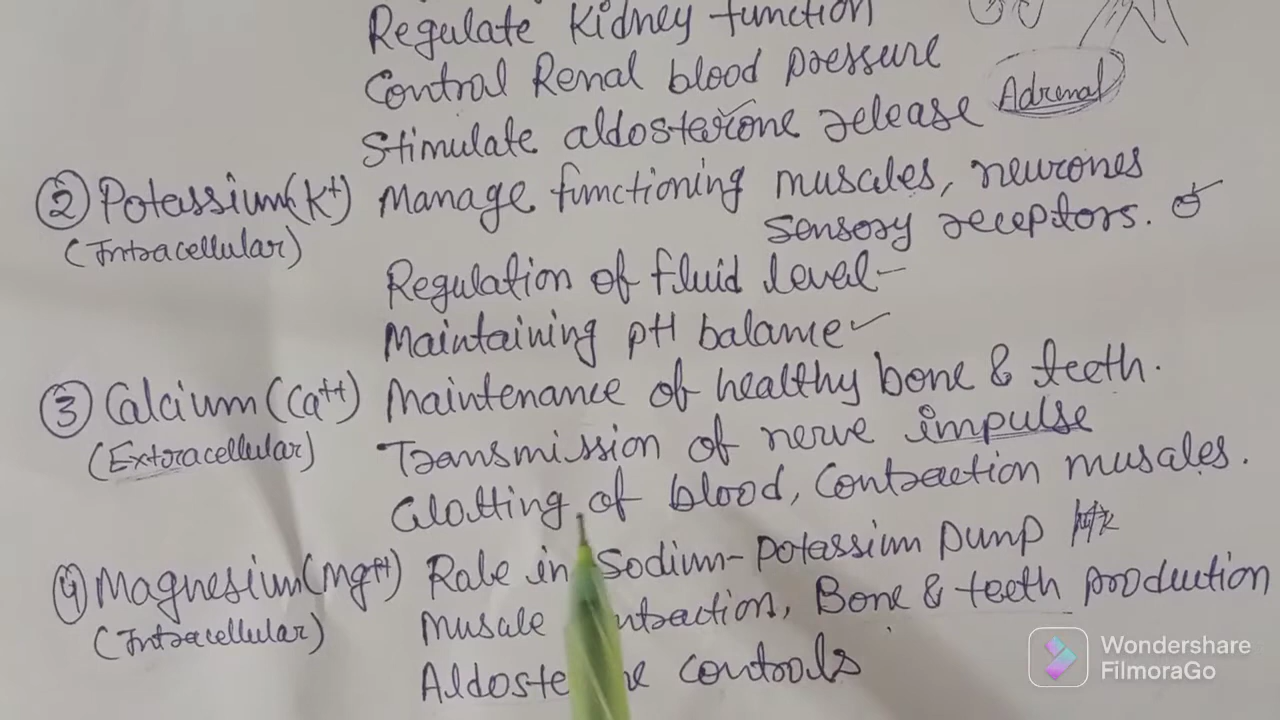 Regulate Kidney function
Control Renal blood pressure
Stimulate aldosterone release Adrenal
② Potassium(K+) Manage functioning muscles, neurones
(Intracellular) Sensory receptors.
Regulation of fluid level-
Maintaining pH balance ✓
③ Calcium(Ca++) Maintenance of healthy bone & teeth.
(Extracellular) Transmission of nerve impulse
Clotting of blood, Contraction muscles.
④ Magnesium(Mg++) Role in Sodium-Potassium pump
(Intracellular) Muscle ntraction, Bone & teeth production
Aldoste ne controls
Wondershare
FilmoraGo